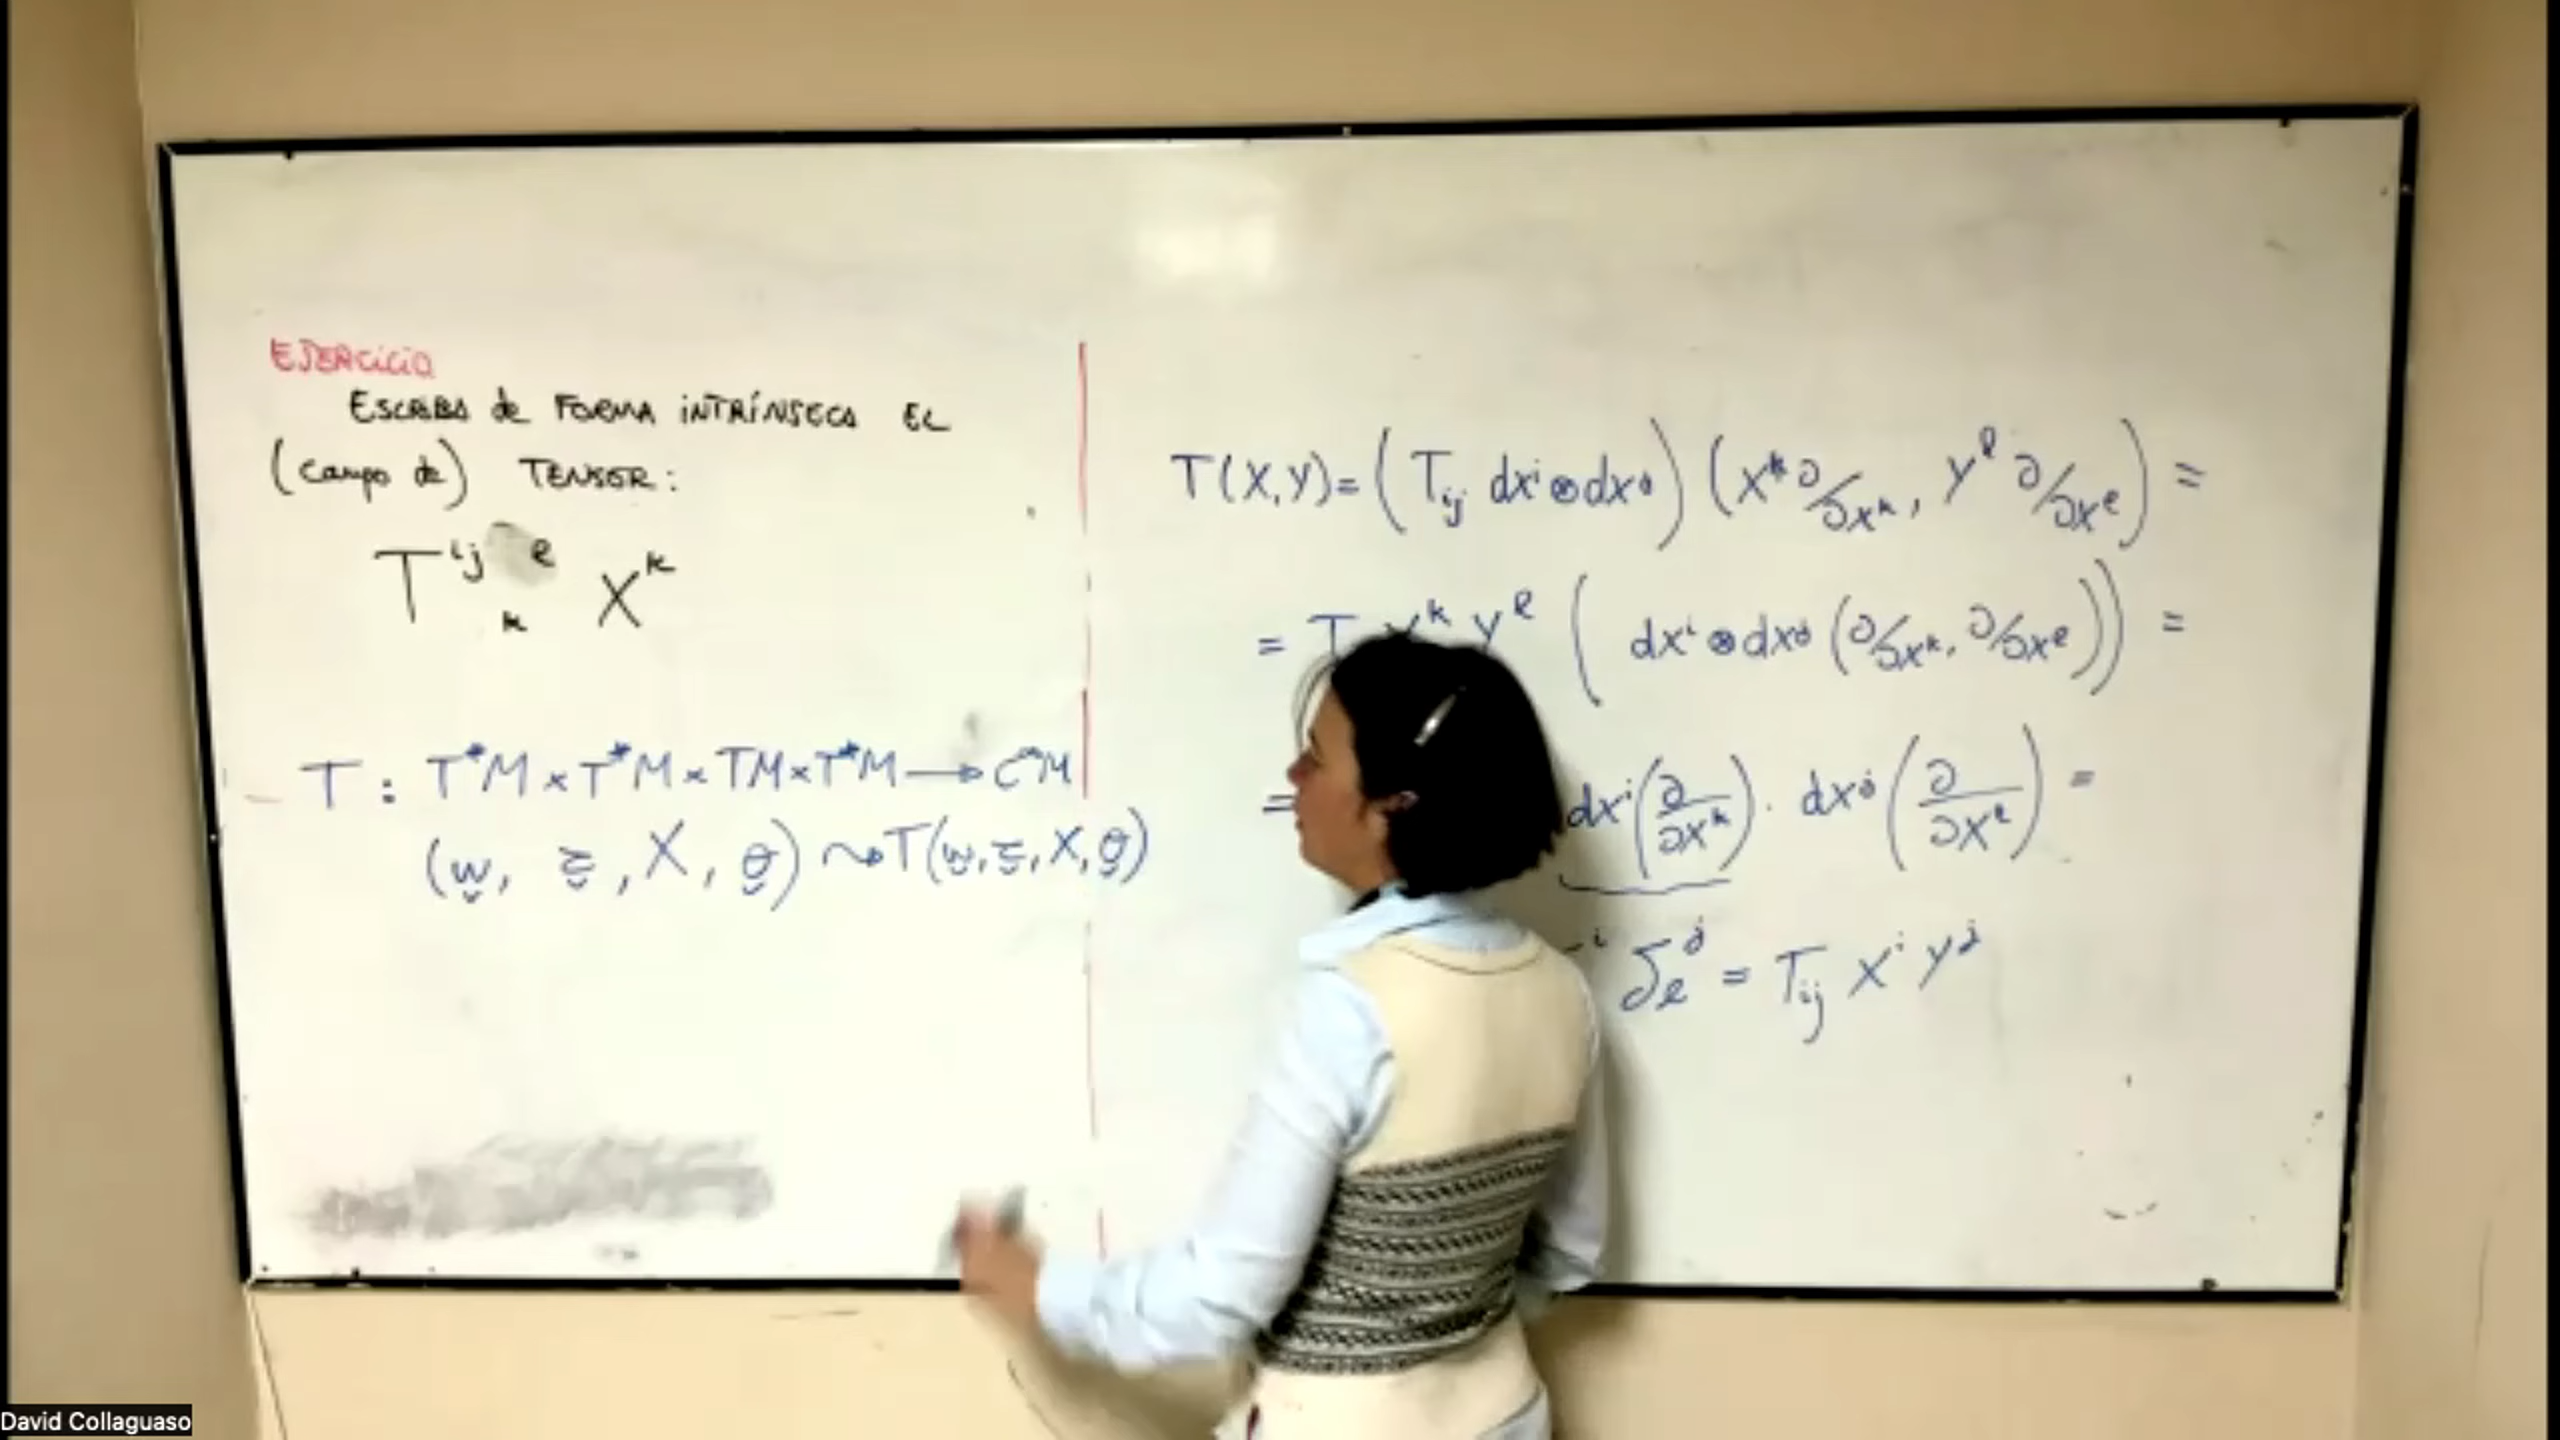 EJERCICIO
ESCRIBA de FORMA INTRÍNSECA EL
(campo de) TENSOR:
T^{ij}{}_k{}^ℓ X^k
T : T*M × T*M × TM × T*M → C^∞M
(w, z, X, θ) ⇝ T(w, z, X, θ)
T(X,Y) = (T_{ij} dx^i ⊗ dx^j) (X^k ∂/∂x^k, Y^ℓ ∂/∂x^ℓ) =
= T X^k Y^ℓ ( dx^i ⊗ dx^j (∂/∂x^k, ∂/∂x^ℓ)) =
= dx^i (∂/∂x^k) · dx^j (∂/∂x^ℓ) =
δ_ℓ^j = T_{ij} X^i Y^j
David Collaguaso